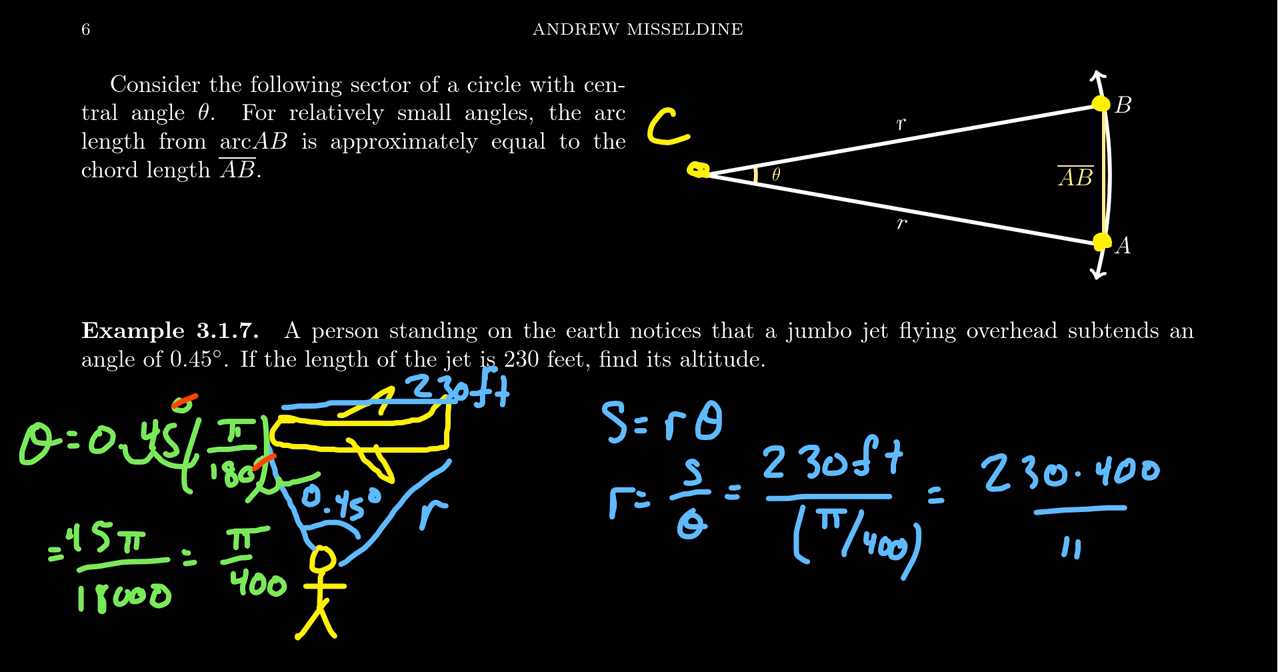 6
ANDREW MISSELDINE
Consider the following sector of a circle with cen-
tral angle θ. For relatively small angles, the arc
length from arcAB is approximately equal to the
chord length \overline{AB}.
C
r
r
θ
\overline{AB}
B
A
Example 3.1.7. A person standing on the earth notices that a jumbo jet flying overhead subtends an
angle of 0.45°. If the length of the jet is 230 feet, find its altitude.
230ft
θ = 0.45°(π/180)
= 45π/18000 = π/400
0.45°
r
S = rθ
r = s/θ = 230ft/(π/400) = 230·400/